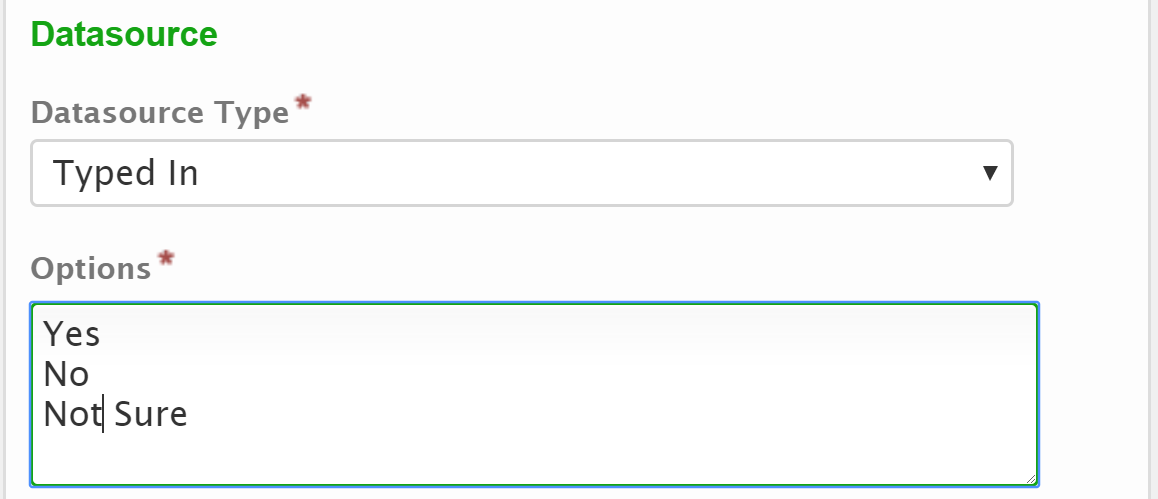 Datasource
Datasource Type*
Typed In
Options*
Yes
No
Not Sure